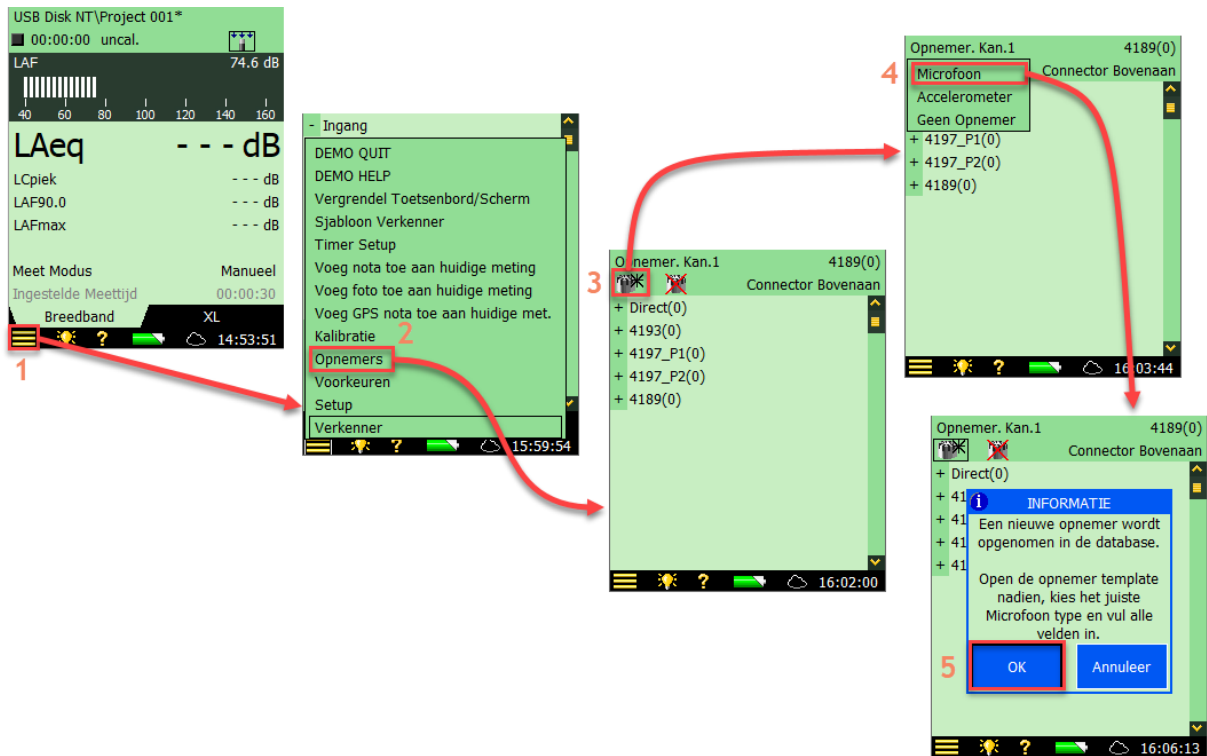 USB Disk NT\Project 001*
00:00:00 uncal.
LAF 74.6 dB
40 60 80 100 120 140 160
LAeq - - - dB
LCpiek - - - dB
LAF90.0 - - - dB
LAFmax - - - dB
Meet Modus Manueel
Ingestelde Meettijd 00:00:30
Breedband XL
? 14:53:51
1
- Ingang
DEMO QUIT
DEMO HELP
Vergrendel Toetsenbord/Scherm
Sjabloon Verkenner
Timer Setup
Voeg nota toe aan huidige meting
Voeg foto toe aan huidige meting
Voeg GPS nota toe aan huidige met.
Kalibratie
2
Opnemers
Voorkeuren
Setup
Verkenner
? 15:59:54
Opnemer. Kan.1 4189(0)
3
Connector Bovenaan
+ Direct(0)
+ 4193(0)
+ 4197_P1(0)
+ 4197_P2(0)
+ 4189(0)
? 16:02:00
Opnemer. Kan.1 4189(0)
4 Microfoon Connector Bovenaan
Accelerometer
Geen Opnemer
+ 4197_P1(0)
+ 4197_P2(0)
+ 4189(0)
? 16:03:44
Opnemer. Kan.1 4189(0)
Connector Bovenaan
+ Direct(0)
+ 41
+ 41
+ 41
+ 41
i INFORMATIE
Een nieuwe opnemer wordt
opgenomen in de database.
Open de opnemer template
nadien, kies het juiste
Microfoon type en vul alle
velden in.
5 OK Annuleer
? 16:06:13